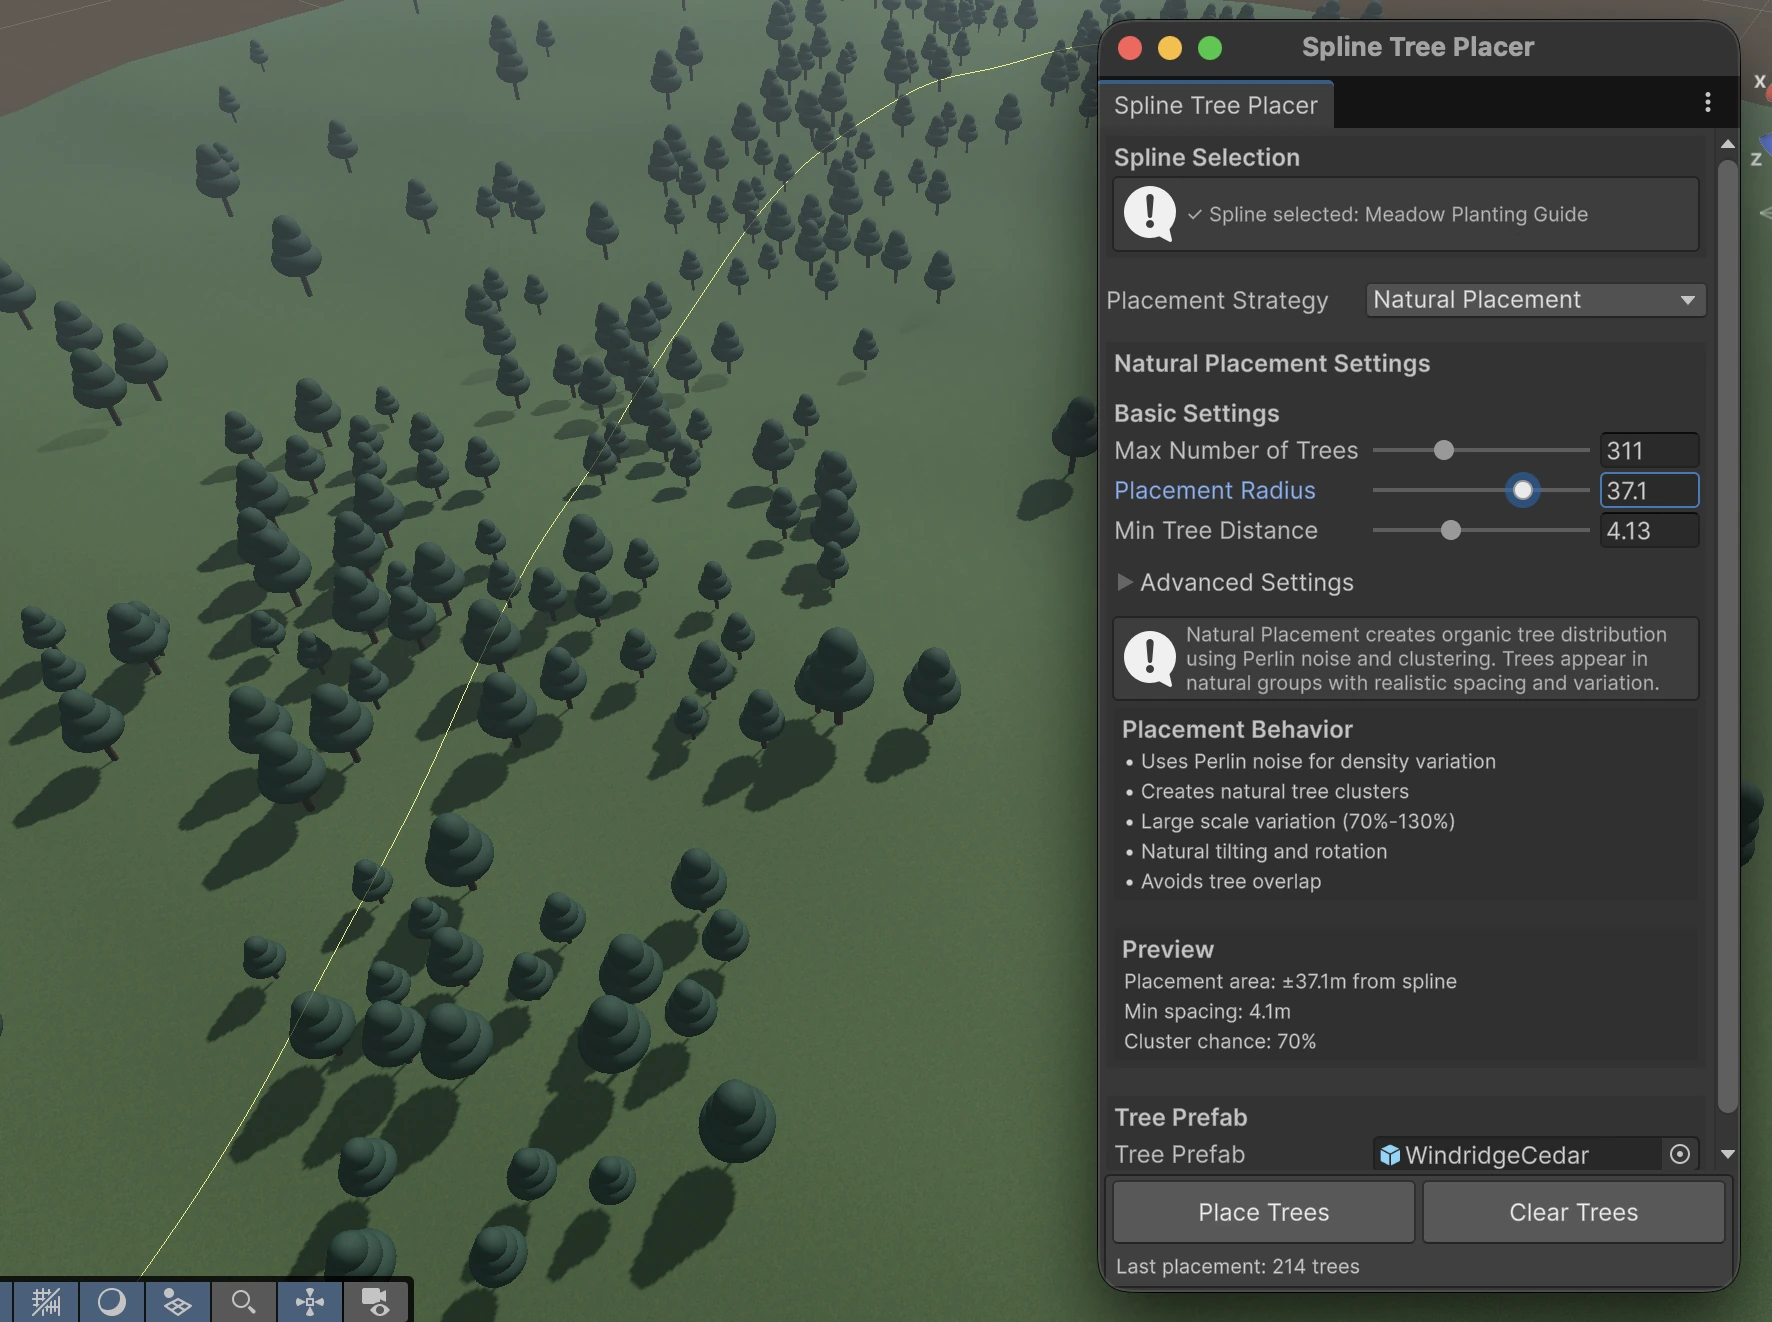 Spline Tree Placer
Spline Tree Placer
X
Z
Spline Selection
✓ Spline selected: Meadow Planting Guide
Placement Strategy Natural Placement
Natural Placement Settings
Basic Settings
Max Number of Trees 311
Placement Radius 37.1
Min Tree Distance 4.13
Advanced Settings
Natural Placement creates organic tree distribution
using Perlin noise and clustering. Trees appear in
natural groups with realistic spacing and variation.
Placement Behavior
• Uses Perlin noise for density variation
• Creates natural tree clusters
• Large scale variation (70%-130%)
• Natural tilting and rotation
• Avoids tree overlap
Preview
Placement area: ±37.1m from spline
Min spacing: 4.1m
Cluster chance: 70%
Tree Prefab
Tree Prefab WindridgeCedar
Place Trees Clear Trees
Last placement: 214 trees